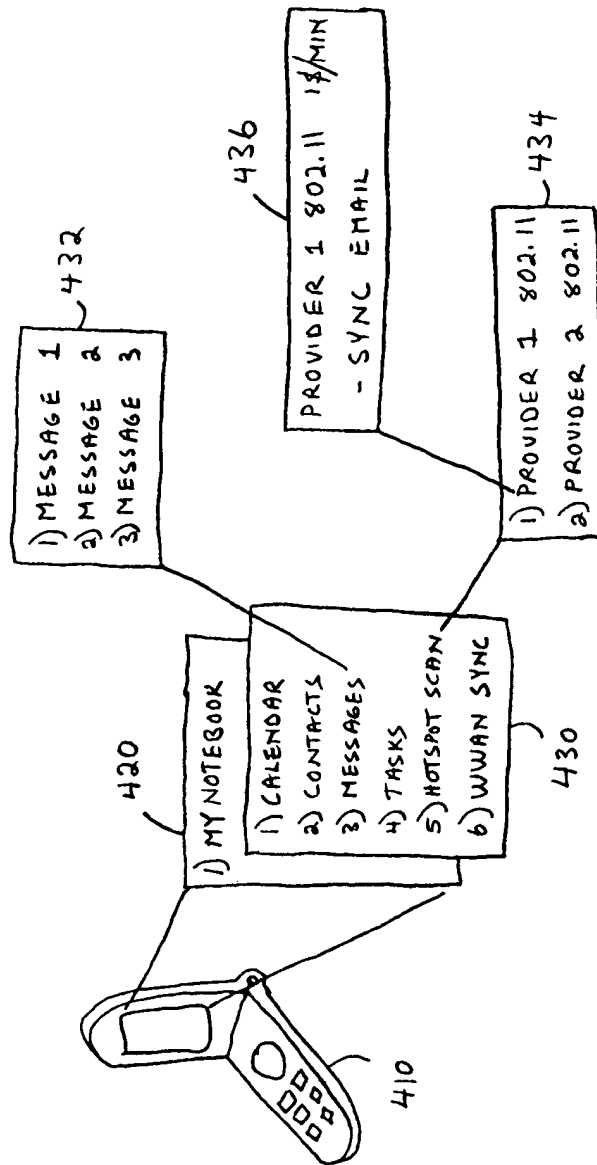 410
420
1) MY NOTEBOOK
1) CALENDAR
2) CONTACTS
3) MESSAGES
4) TASKS
5) HOTSPOT SCAN
6) WWAN SYNC
430
1) MESSAGE 1
2) MESSAGE 2
3) MESSAGE 3
432
PROVIDER 1 802.11 1¢/MIN
- SYNC EMAIL
436
1) PROVIDER 1 802.11
2) PROVIDER 2 802.11
434